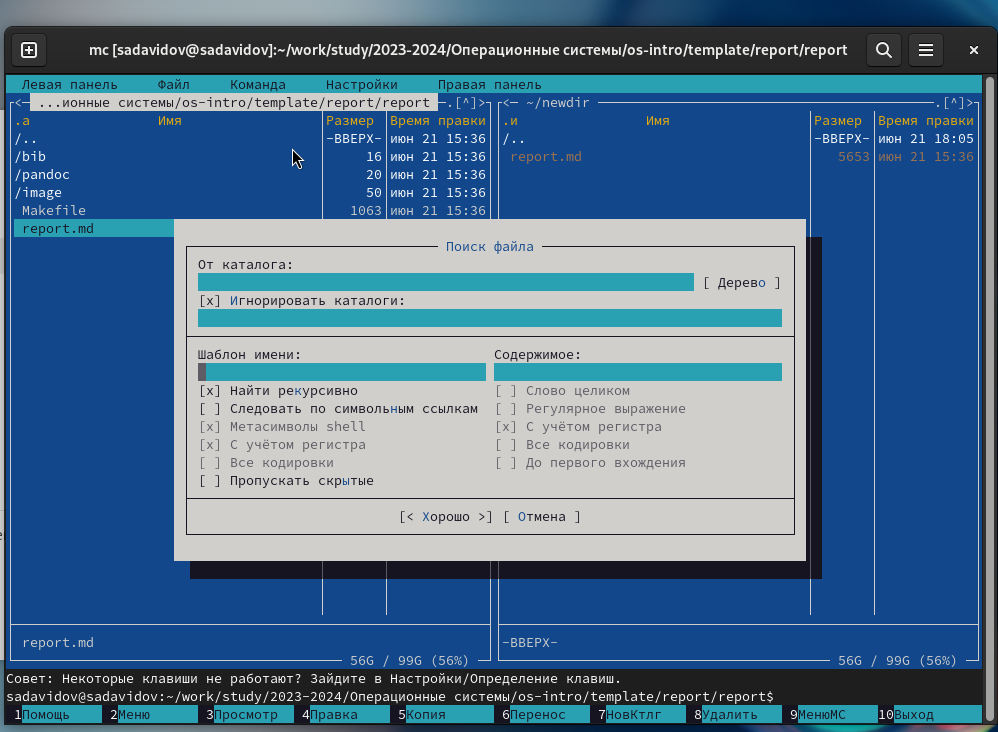 mc [sadavidov@sadavidov]:~/work/study/2023-2024/Операционные системы/os-intro/template/report/report
Левая панель Файл Команда Настройки Правая панель
<─ ...ионные системы/os-intro/template/report/report ─.[^]>
<─ ~/newdir ─.[^]>
.а Имя Размер Время правки
.и Имя Размер Время правки
/.. -ВВЕРХ- июн 21 15:36
/.. -ВВЕРХ- июн 21 18:05
/bib 16 июн 21 15:36
report.md 5653 июн 21 15:36
/pandoc 20 июн 21 15:36
/image 50 июн 21 15:36
Makefile 1063 июн 21 15:36
report.md
Поиск файла
От каталога:
[ Дерево ]
[x] Игнорировать каталоги:
Шаблон имени: Содержимое:
[x] Найти рекурсивно [ ] Слово целиком
[ ] Следовать по символьным ссылкам [ ] Регулярное выражение
[x] Метасимволы shell [x] С учётом регистра
[x] С учётом регистра [ ] Все кодировки
[ ] Все кодировки [ ] До первого вхождения
[ ] Пропускать скрытые
[< Хорошо >] [ Отмена ]
report.md -ВВЕРХ-
56G / 99G (56%) 56G / 99G (56%)
Совет: Некоторые клавиши не работают? Зайдите в Настройки/Определение клавиш.
sadavidov@sadavidov:~/work/study/2023-2024/Операционные системы/os-intro/template/report/report$
1Помощь 2Меню 3Просмотр 4Правка 5Копия 6Перенос 7НовКтлг 8Удалить 9МенюМС 10Выход